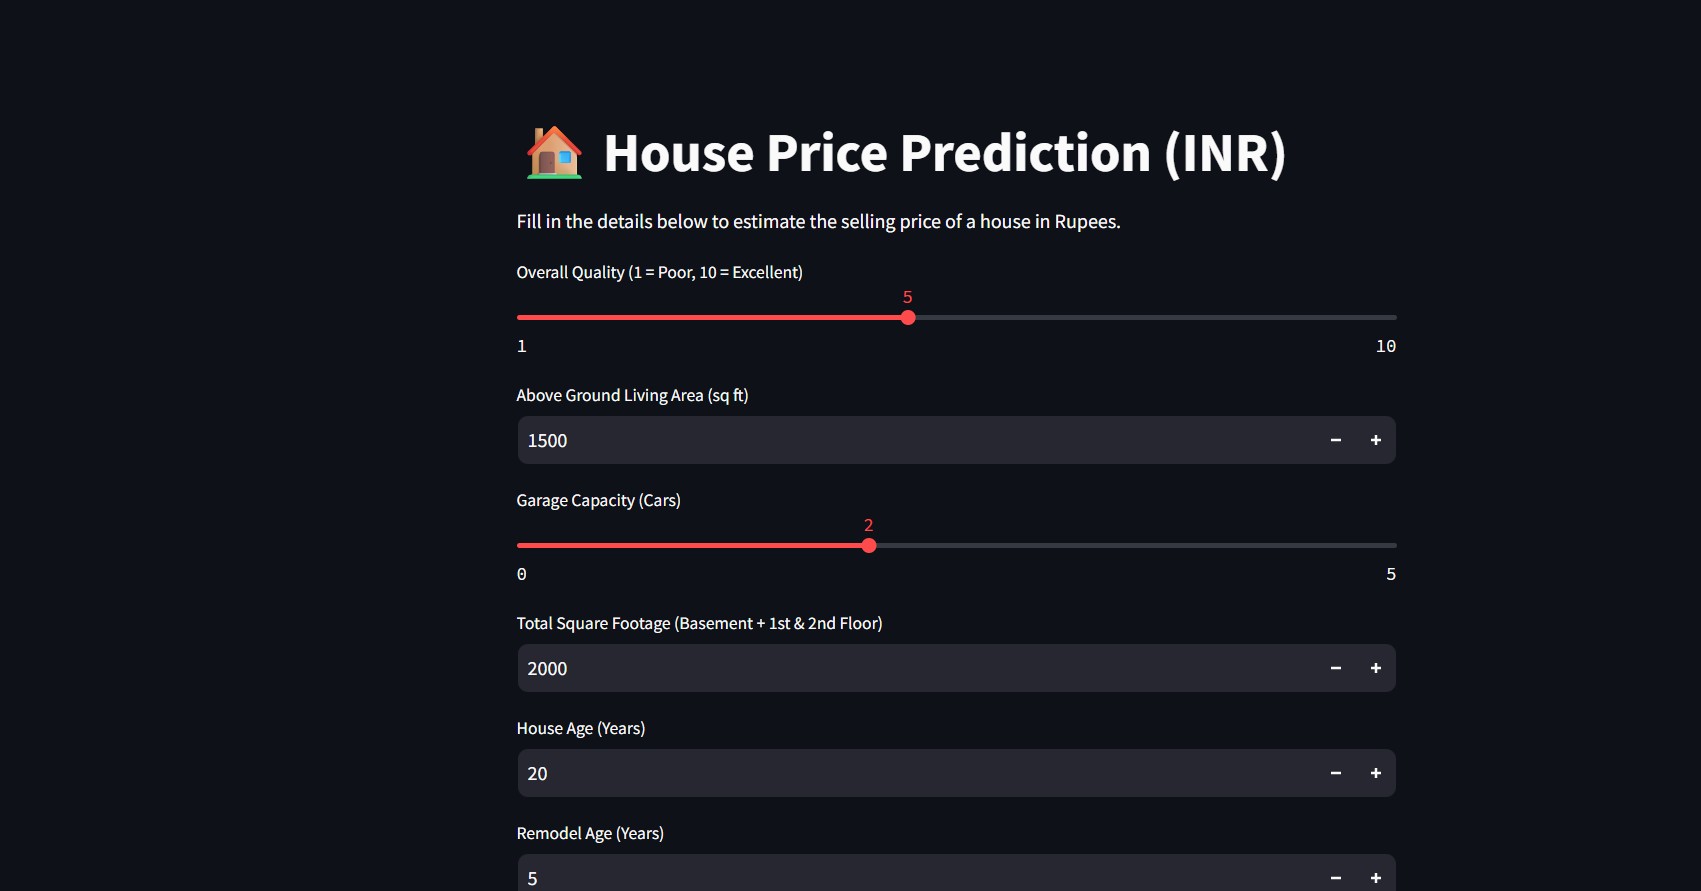 House Price Prediction (INR)
Fill in the details below to estimate the selling price of a house in Rupees.
Overall Quality (1 = Poor, 10 = Excellent)
5
1 10
Above Ground Living Area (sq ft)
1500 − +
Garage Capacity (Cars)
2
0 5
Total Square Footage (Basement + 1st & 2nd Floor)
2000 − +
House Age (Years)
20 − +
Remodel Age (Years)
5 − +